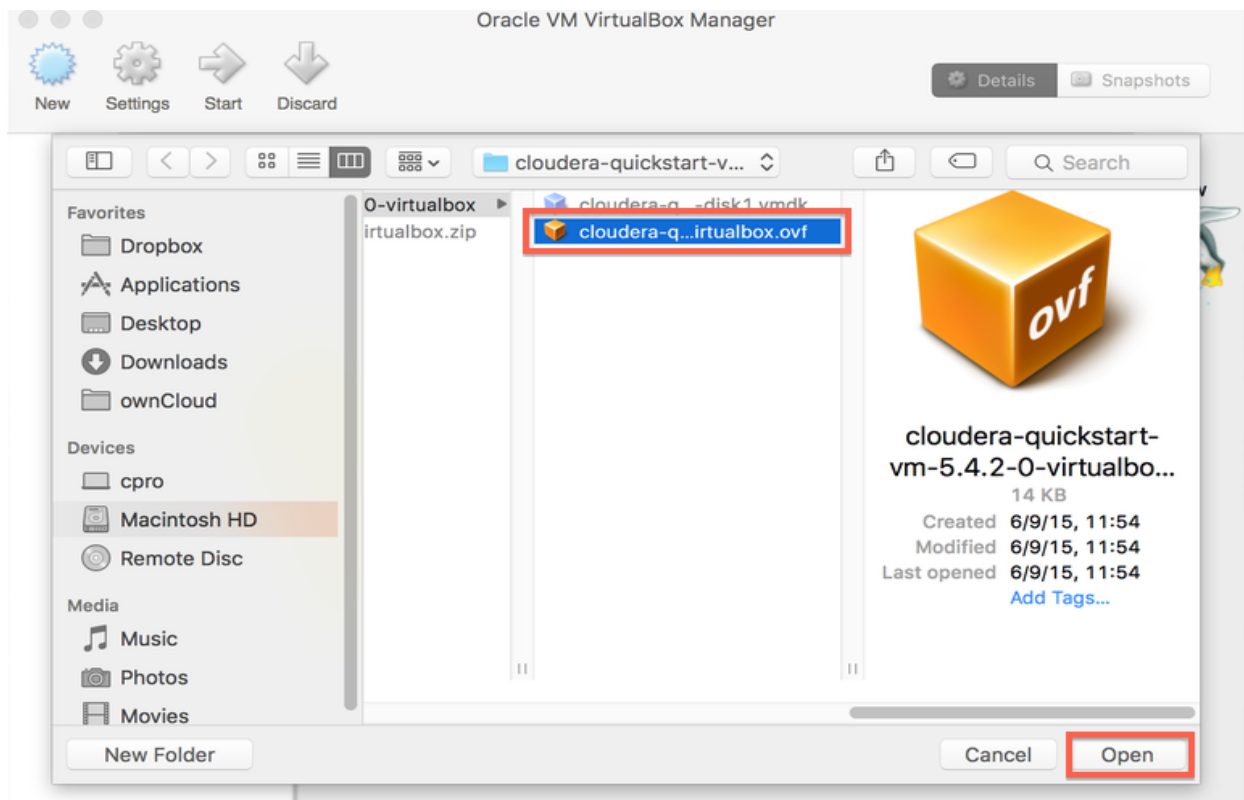 Oracle VM VirtualBox Manager
New Settings Start Discard
Details Snapshots
cloudera-quickstart-v...
Search
Favorites
Dropbox
Applications
Desktop
Downloads
ownCloud
Devices
cpro
Macintosh HD
Remote Disc
Media
Music
Photos
Movies
0-virtualbox
irtualbox.zip
cloudera-q...-disk1.vmdk
cloudera-q...irtualbox.ovf
ovf
cloudera-quickstart-
vm-5.4.2-0-virtualbo...
14 KB
Created 6/9/15, 11:54
Modified 6/9/15, 11:54
Last opened 6/9/15, 11:54
Add Tags...
New Folder
Cancel
Open